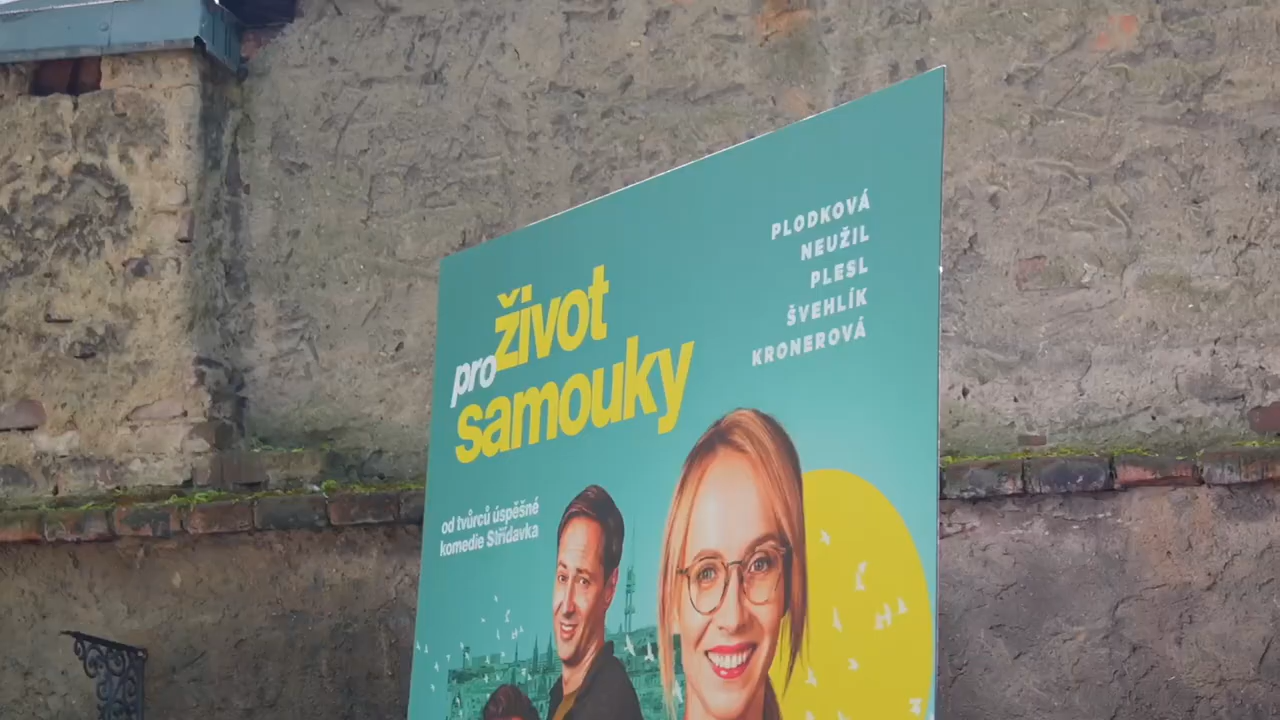 život
pro
samouky
od tvůrců úspěšné
komedie Střídavka
PLODKOVÁ
NEUŽIL
PLESL
ŠVEHLÍK
KRONEROVÁ